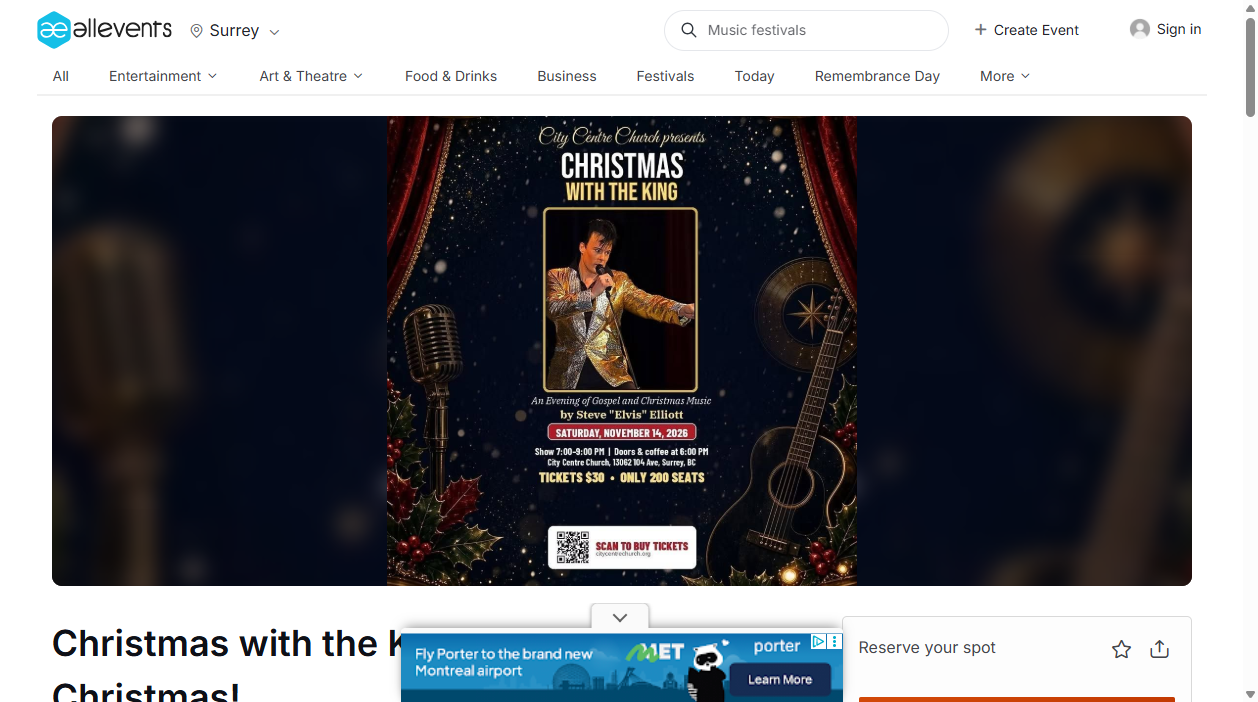 æ allevents
Surrey
Music festivals
Create Event
Sign in
All
Entertainment
Art & Theatre
Food & Drinks
Business
Festivals
Today
Remembrance Day
More
City Centre Church presents
CHRISTMAS
WITH THE KING
An Evening of Gospel and Christmas Music
by Steve "Elvis" Elliott
SATURDAY, NOVEMBER 14, 2026
Show 7:00-9:00 PM | Doors & coffee at 6:00 PM
City Centre Church, 13062 104 Ave, Surrey, BC
TICKETS $30 • ONLY 200 SEATS
SCAN TO BUY TICKETS
citycentrechurch.org
Christmas with the K
Christmas!
Fly Porter to the brand new
Montreal airport
MET
porter
Learn More
Reserve your spot